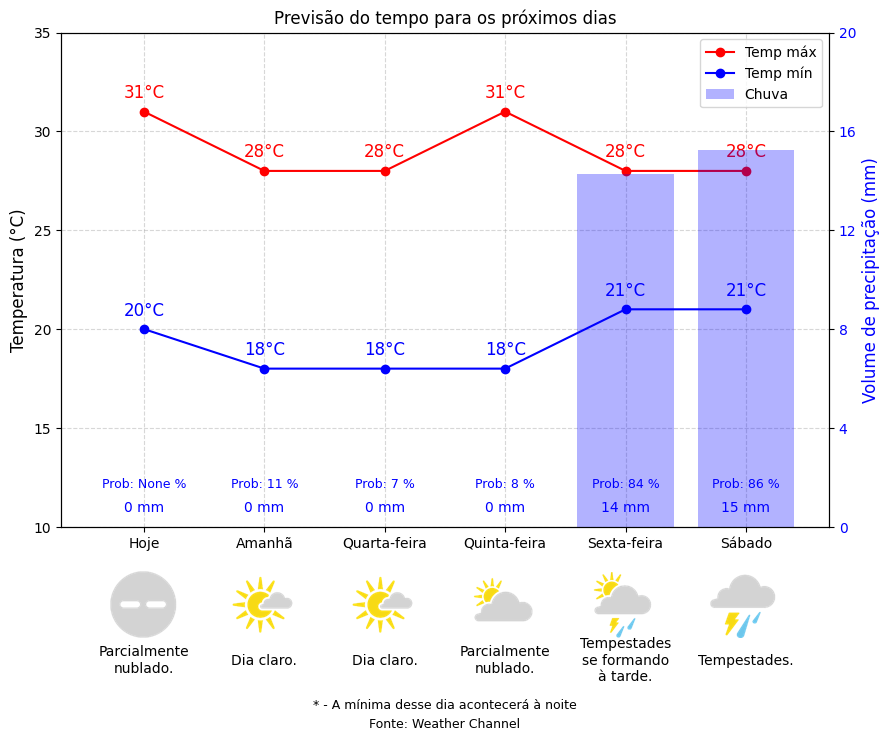 Previsão do tempo para os próximos dias
35
30
25
20
15
10
Temperatura (°C)
20
16
12
8
4
0
Volume de precipitação (mm)
Temp máx
Temp mín
Chuva
31°C
28°C
28°C
31°C
28°C
28°C
20°C
18°C
18°C
18°C
21°C
21°C
Prob: None %
Prob: 11 %
Prob: 7 %
Prob: 8 %
Prob: 84 %
Prob: 86 %
0 mm
0 mm
0 mm
0 mm
14 mm
15 mm
Hoje
Amanhã
Quarta-feira
Quinta-feira
Sexta-feira
Sábado
Parcialmente
nublado.
Dia claro.
Dia claro.
Parcialmente
nublado.
Tempestades
se formando
à tarde.
Tempestades.
* - A mínima desse dia acontecerá à noite
Fonte: Weather Channel